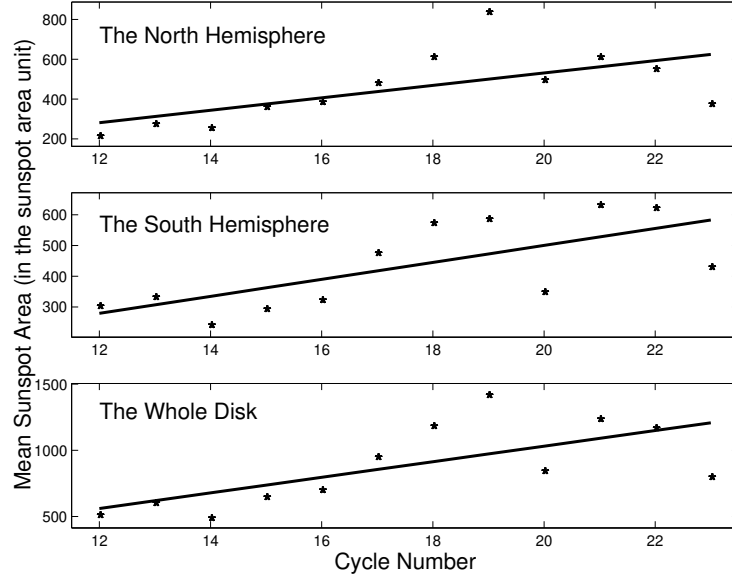 Mean Sunspot Area (in the sunspot area unit)
The North Hemisphere
800
600
400
200
12 14 16 18 20 22
The South Hemisphere
600
500
400
300
12 14 16 18 20 22
The Whole Disk
1500
1000
500
12 14 16 18 20 22
Cycle Number